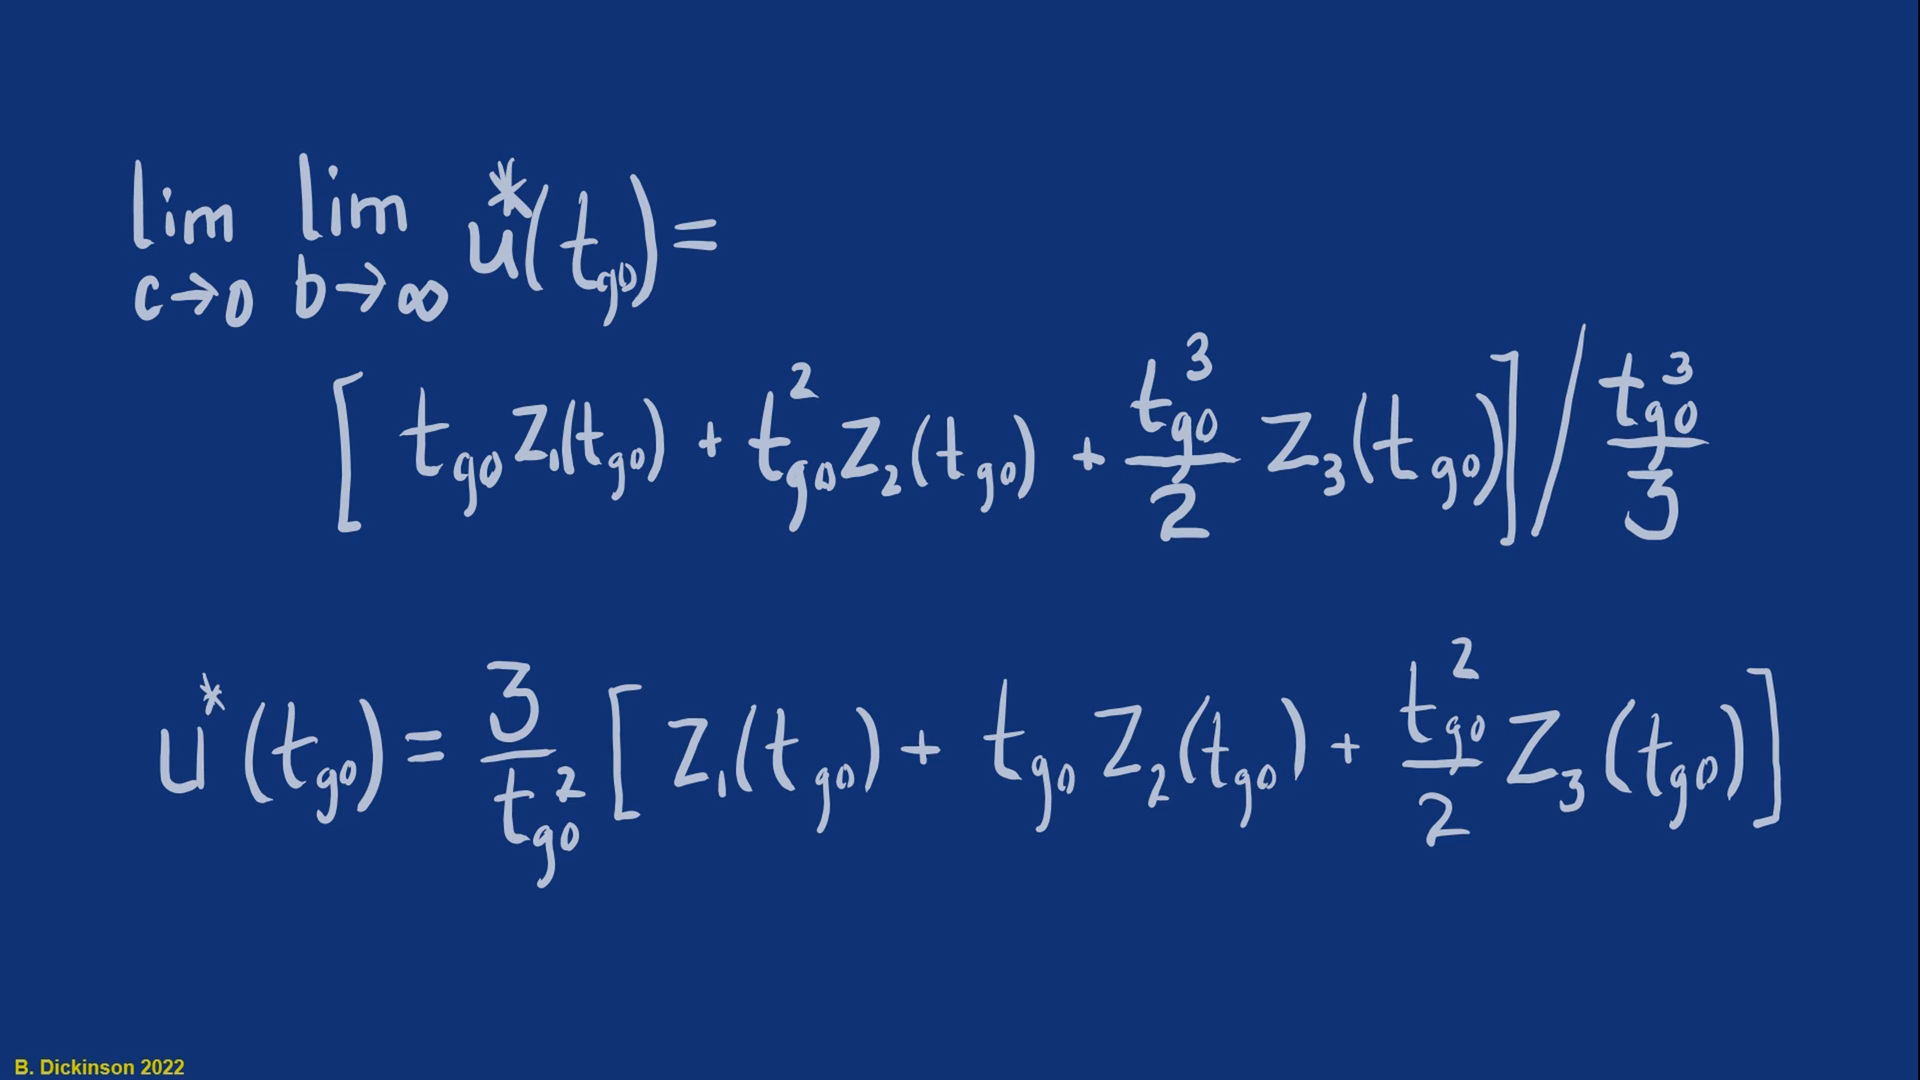 lim lim u*(t_go) =
c→0 b→∞
[ t_go z₁(t_go) + t_go² z₂(t_go) + t_go³/2 z₃(t_go) ] / t_go³/3
u*(t_go) = 3/t_go² [ z₁(t_go) + t_go z₂(t_go) + t_go²/2 z₃(t_go) ]
B. Dickinson 2022